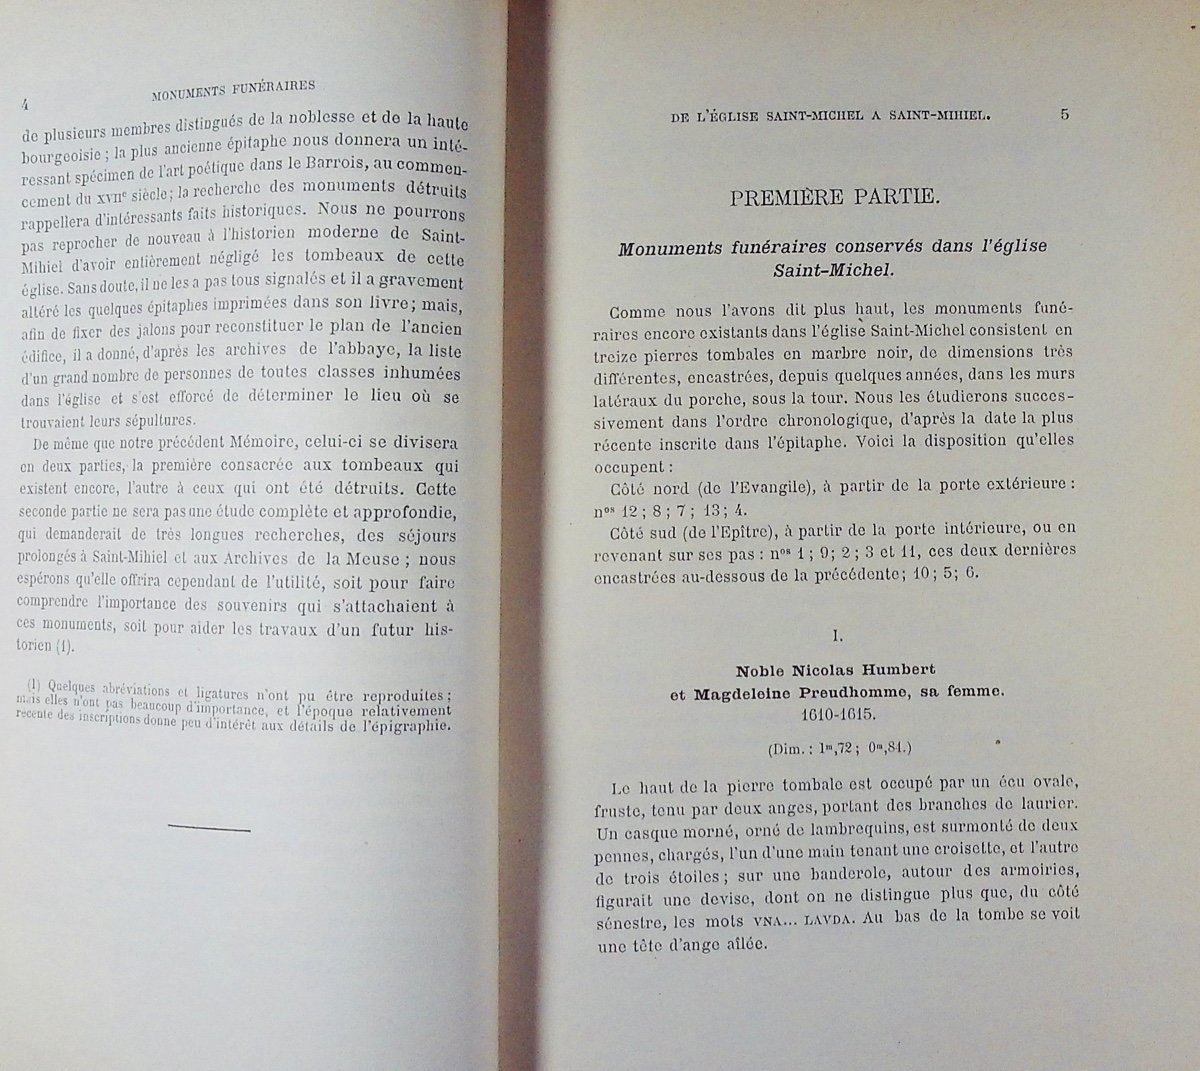 4
MONUMENTS FUNÉRAIRES
de plusieurs membres distingués de la noblesse et de la haute
bourgeoisie ; la plus ancienne épitaphe nous donnera un inté-
ressant spécimen de l'art poétique dans le Barrois, au commen-
cement du XVIIe siècle ; la recherche des monuments détruits
rappellera d'intéressants faits historiques. Nous ne pourrons
pas reprocher de nouveau à l'historien moderne de Saint-
Mihiel d'avoir entièrement négligé les tombeaux de cette
église. Sans doute, il ne les a pas tous signalés et il a gravement
altéré les quelques épitaphes imprimées dans son livre ; mais,
afin de fixer des jalons pour reconstituer le plan de l'ancien
édifice, il a donné, d'après les archives de l'abbaye, la liste
d'un grand nombre de personnes de toutes classes inhumées
dans l'église et s'est efforcé de déterminer le lieu où se
trouvaient leurs sépultures.
De même que notre précédent Mémoire, celui-ci se divisera
en deux parties, la première consacrée aux tombeaux qui
existent encore, l'autre à ceux qui ont été détruits. Cette
seconde partie ne sera pas une étude complète et approfondie,
qui demanderait de très longues recherches, des séjours
prolongés à Saint-Mihiel et aux Archives de la Meuse ; nous
espérons qu'elle offrira cependant de l'utilité, soit pour faire
comprendre l'importance des souvenirs qui s'attachaient à
ces monuments, soit pour aider les travaux d'un futur his-
torien (1).
(1) Quelques abréviations et ligatures n'ont pu être reproduites ;
mais elles n'ont pas beaucoup d'importance, et l'époque relativement
récente des inscriptions donne peu d'intérêt aux détails de l'épigraphie.
DE L'ÉGLISE SAINT-MICHEL A SAINT-MIHIEL.
5
PREMIÈRE PARTIE.
Monuments funéraires conservés dans l'église
Saint-Michel.
Comme nous l'avons dit plus haut, les monuments funé-
raires encore existants dans l'église Saint-Michel consistent en
treize pierres tombales en marbre noir, de dimensions très
différentes, encastrées, depuis quelques années, dans les murs
latéraux du porche, sous la tour. Nous les étudierons succes-
sivement dans l'ordre chronologique, d'après la date la plus
récente inscrite dans l'épitaphe. Voici la disposition qu'elles
occupent :
Côté nord (de l'Evangile), à partir de la porte extérieure :
nos 12 ; 8 ; 7 ; 13 ; 4.
Côté sud (de l'Epître), à partir de la porte intérieure, ou en
revenant sur ses pas : nos 1 ; 9 ; 2 ; 3 et 11, ces deux dernières
encastrées au-dessous de la précédente ; 10 ; 5 ; 6.
I.
Noble Nicolas Humbert
et Magdeleine Preudhomme, sa femme.
1610-1615.
(Dim. : 1m,72 ; 0m,84.)
Le haut de la pierre tombale est occupé par un écu ovale,
fruste, tenu par deux anges, portant des branches de laurier.
Un casque morné, orné de lambrequins, est surmonté de deux
pennes, chargés, l'un d'une main tenant une croisette, et l'autre
de trois étoiles ; sur une banderole, autour des armoiries,
figurait une devise, dont on ne distingue plus que, du côté
sénestre, les mots VNA... LAVDA. Au bas de la tombe se voit
une tête d'ange aîlée.